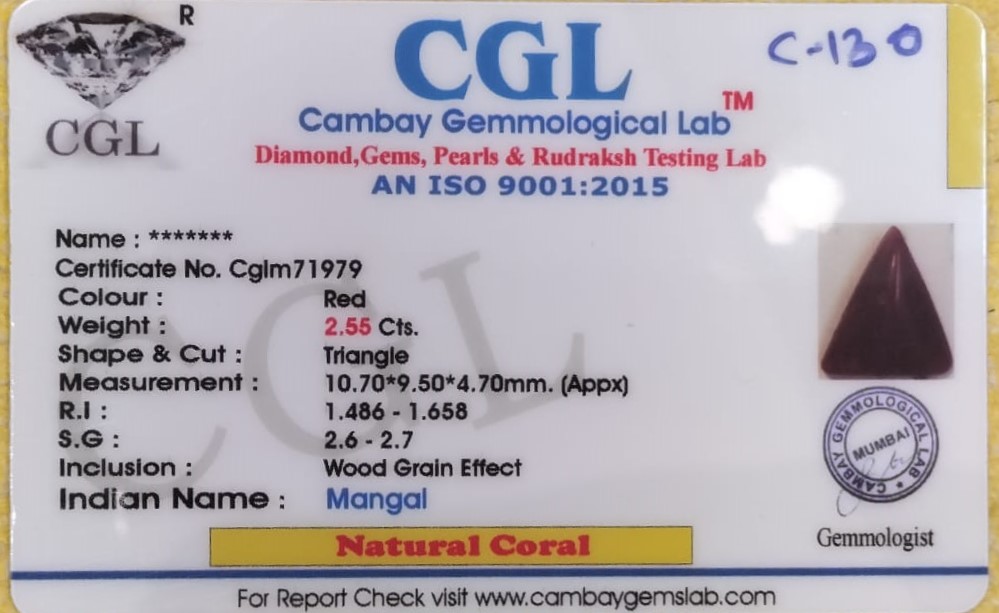 R
CGL
C-130
CGL
Cambay Gemmological Lab™
Diamond,Gems, Pearls & Rudraksh Testing Lab
AN ISO 9001:2015
Name : *******
Certificate No. Cglm71979
Colour : Red
Weight : 2.55 Cts.
Shape & Cut : Triangle
Measurement : 10.70*9.50*4.70mm. (Appx)
R.I : 1.486 - 1.658
S.G : 2.6 - 2.7
Inclusion : Wood Grain Effect
Indian Name : Mangal
CGL
CAMBAY GEMMOLOGICAL LAB
MUMBAI
Gemmologist
Natural Coral
For Report Check visit www.cambaygemslab.com